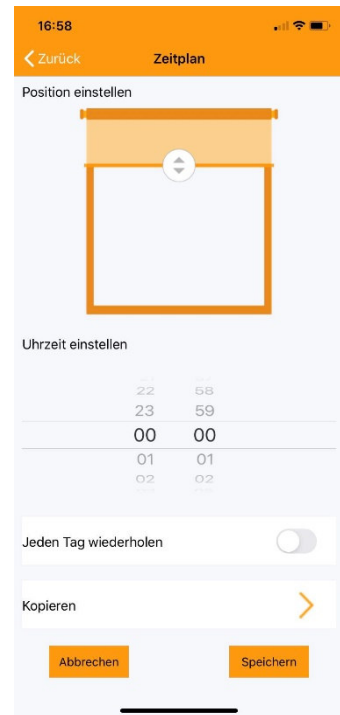 16:58
Zurück
Zeitplan
Position einstellen
Uhrzeit einstellen
22 58
23 59
00 00
01 01
02 02
Jeden Tag wiederholen
Kopieren
Abbrechen
Speichern